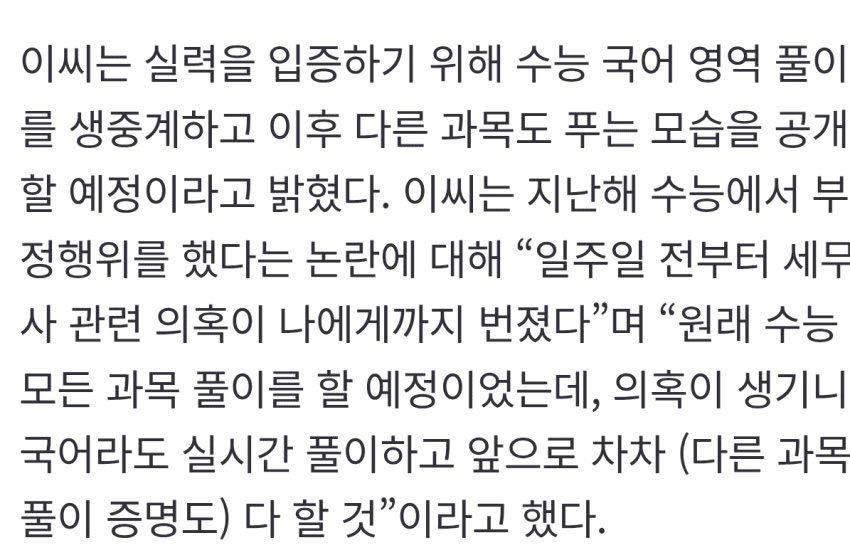 이씨는 실력을 입증하기 위해 수능 국어 영역 풀이
를 생중계하고 이후 다른 과목도 푸는 모습을 공개
할 예정이라고 밝혔다. 이씨는 지난해 수능에서 부
정행위를 했다는 논란에 대해 “일주일 전부터 세무
사 관련 의혹이 나에게까지 번졌다”며 “원래 수능
모든 과목 풀이를 할 예정이었는데, 의혹이 생기니
국어라도 실시간 풀이하고 앞으로 차차 (다른 과목
풀이 증명도) 다 할 것”이라고 했다.